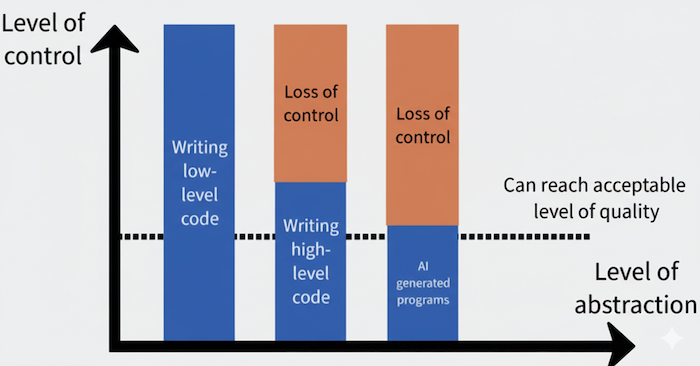 Level of
control
Writing
low-
level
code
Loss of
control
Writing
high-
level
code
Loss of
control
AI
generated
programs
Can reach acceptable
level of quality
Level of
abstraction